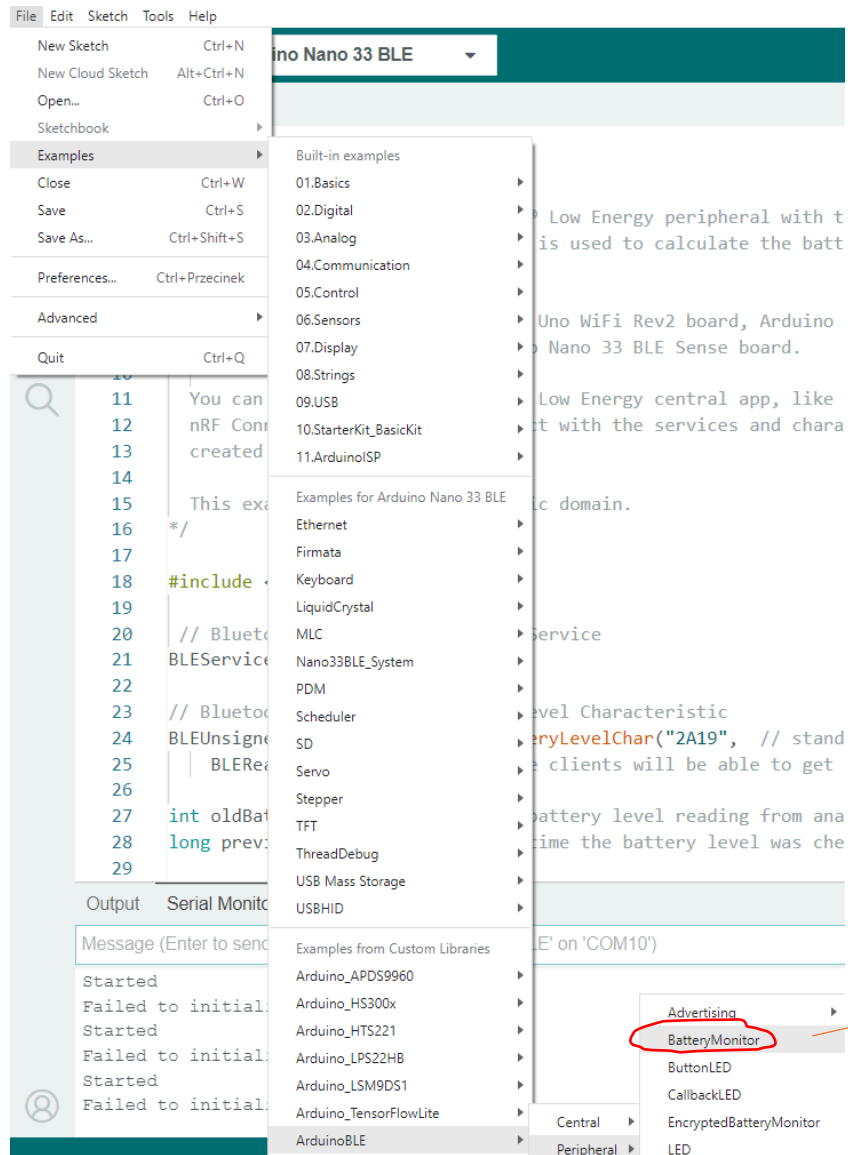 File Edit Sketch Tools Help
New Sketch Ctrl+N
New Cloud Sketch Alt+Ctrl+N
Open... Ctrl+O
Sketchbook
Examples
Close Ctrl+W
Save Ctrl+S
Save As... Ctrl+Shift+S
Preferences... Ctrl+Przecinek
Advanced
Quit Ctrl+Q
ino Nano 33 BLE
Built-in examples
01.Basics
02.Digital
03.Analog
04.Communication
05.Control
06.Sensors
07.Display
08.Strings
09.USB
10.StarterKit_BasicKit
11.ArduinoISP
Examples for Arduino Nano 33 BLE
Ethernet
Firmata
Keyboard
LiquidCrystal
MLC
Nano33BLE_System
PDM
Scheduler
SD
Servo
Stepper
TFT
ThreadDebug
USB Mass Storage
USBHID
Examples from Custom Libraries
Arduino_APDS9960
Arduino_HS300x
Arduino_HTS221
Arduino_LPS22HB
Arduino_LSM9DS1
Arduino_TensorFlowLite
ArduinoBLE
Central
Peripheral
Advertising
BatteryMonitor
ButtonLED
CallbackLED
EncryptedBatteryMonitor
LED
Low Energy peripheral with t
is used to calculate the batt
Uno WiFi Rev2 board, Arduino
Nano 33 BLE Sense board.
10
11 You can Low Energy central app, like
12 nRF Con ct with the services and chara
13 created
14
15 This exa ic domain.
16 */
17
18 #include <
19
20 // Blueto Service
21 BLEService
22
23 // Bluetoo evel Characteristic
24 BLEUnsigne eryLevelChar("2A19", // stand
25 BLERea e clients will be able to get
26
27 int oldBat battery level reading from ana
28 long previ time the battery level was che
29
Output Serial Monito
Message (Enter to send LE' on 'COM10')
Started
Failed to initiali
Started
Failed to initiali
Started
Failed to initiali